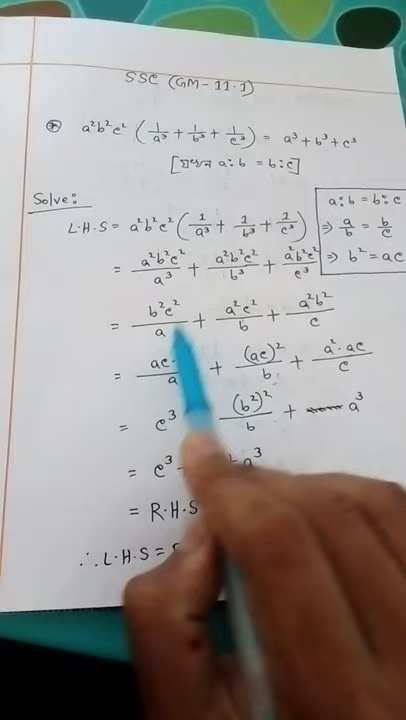 SSC (GM-11.1)
a²b²c² (1/a³ + 1/b³ + 1/c³) = a³ + b³ + c³
[যখন a:b = b:c]
Solve:
L.H.S = a²b²c² (1/a³ + 1/b³ + 1/c³)
= a²b²c²/a³ + a²b²c²/b³ + a²b²c²/c³
= b²c²/a + a²c²/b + a²b²/c
= ac. /a + (ac)²/b + a².ac/c
= c³ (b²)²/b + a³
= c³ a³
= R.H.S
∴ L.H.S =
a:b = b:c
⇒ a/b = b/c
⇒ b² = ac